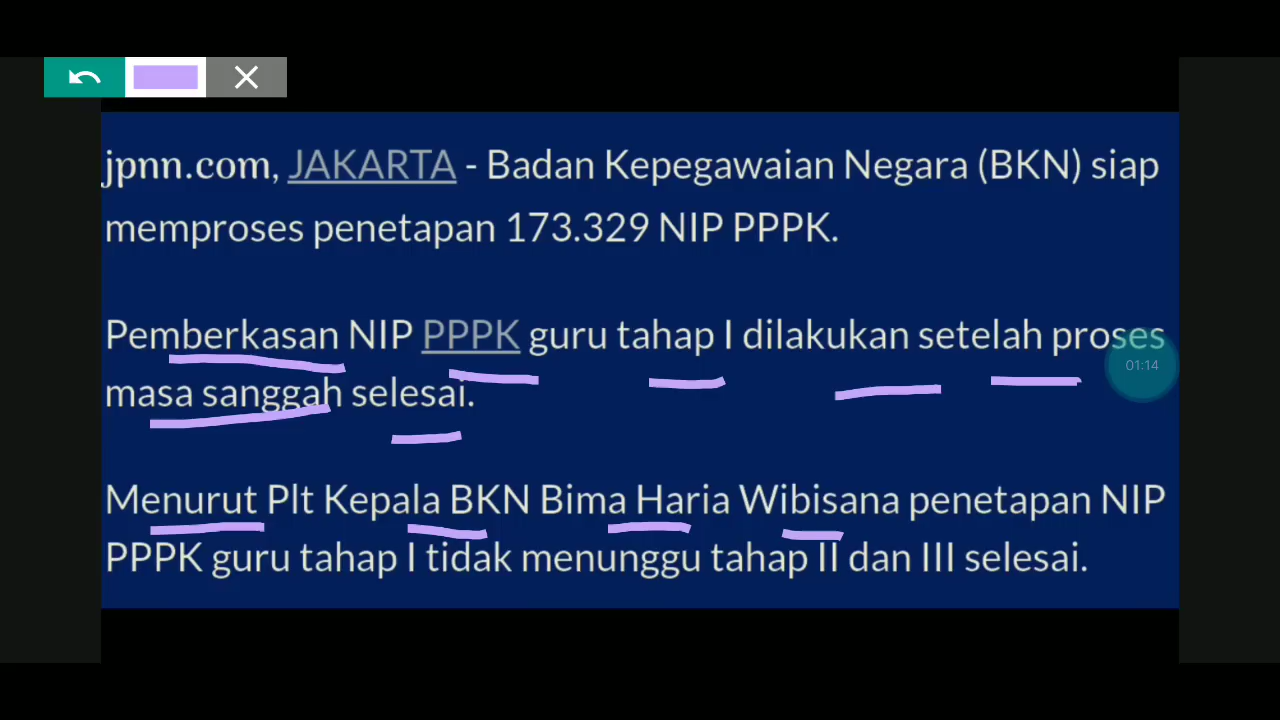 jpnn.com, JAKARTA - Badan Kepegawaian Negara (BKN) siap
memproses penetapan 173.329 NIP PPPK.
Pemberkasan NIP PPPK guru tahap I dilakukan setelah proses
masa sanggah selesai.
01:14
Menurut Plt Kepala BKN Bima Haria Wibisana penetapan NIP
PPPK guru tahap I tidak menunggu tahap II dan III selesai.